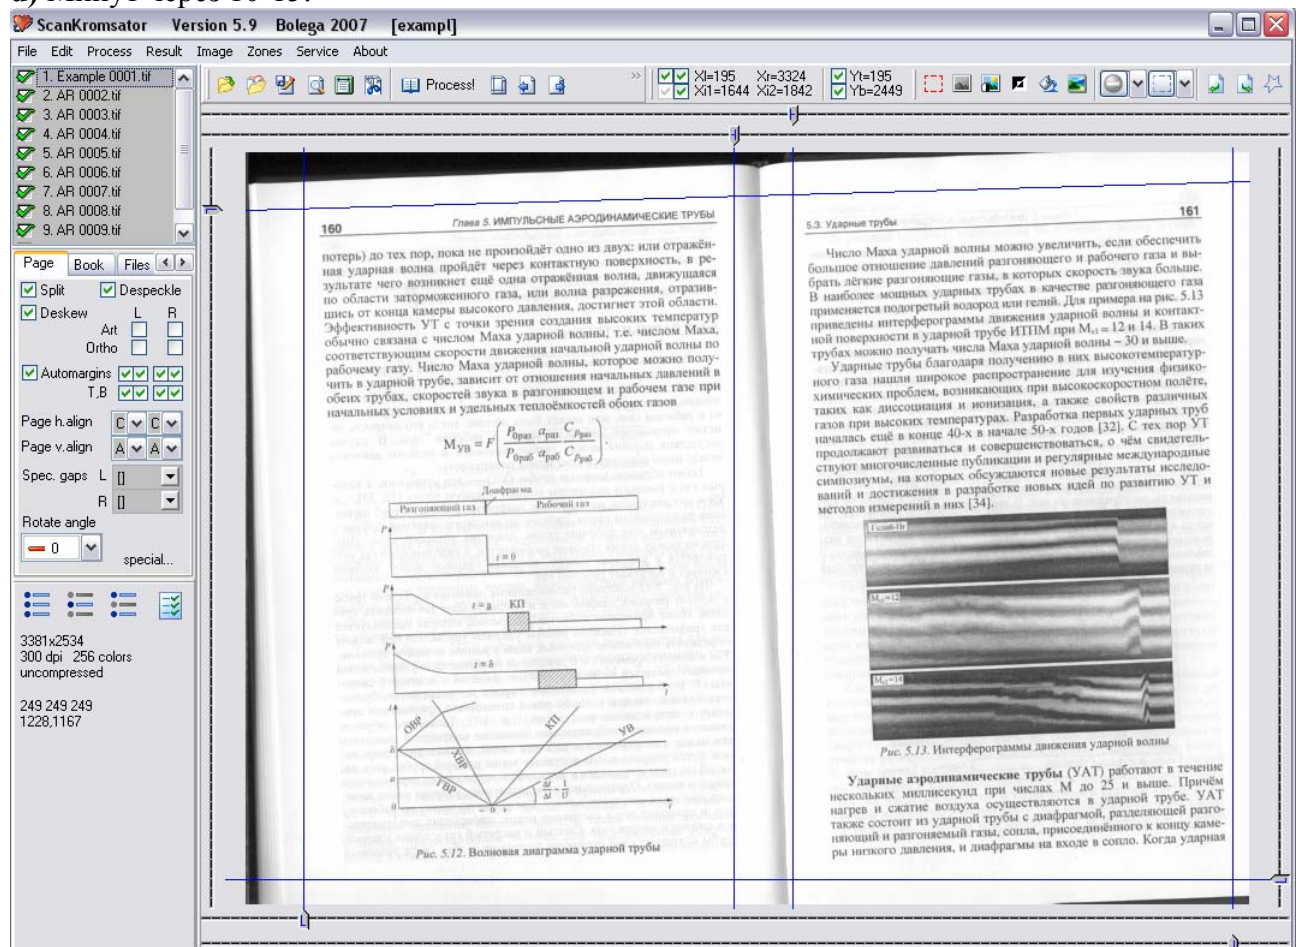 d) Минут через 10-15:
ScanKromsator Version 5.9 Bolega 2007 [exampl]
File Edit Process Result Image Zones Service About
1. Example 0001.tif
2. AR 0002.tif
3. AR 0003.tif
4. AR 0004.tif
5. AR 0005.tif
6. AR 0006.tif
7. AR 0007.tif
8. AR 0008.tif
9. AR 0009.tif
Process!
Xl=195 Xr=3324
Xi1=1644 Xi2=1842
Yt=195
Yb=2449
Page Book Files
Split Despeckle
Deskew L R
Art
Ortho
Automargins
T,B
Page h.align C C
Page v.align A A
Spec. gaps L []
R []
Rotate angle
0
special...
3381x2534
300 dpi 256 colors
uncompressed
249 249 249
1228,1167
160 Глава 5. ИМПУЛЬСНЫЕ АЭРОДИНАМИЧЕСКИЕ ТРУБЫ
потерь) до тех пор, пока не произойдёт одно из двух: или отражён-
ная ударная волна пройдёт через контактную поверхность, в ре-
зультате чего возникнет ещё одна отражённая волна, движущаяся
по области заторможенного газа, или волна разрежения, отразив-
шись от конца камеры высокого давления, достигнет этой области.
Эффективность УТ с точки зрения создания высоких температур
обычно связана с числом Маха ударной волны, т.е. числом Маха,
соответствующим скорости движения начальной ударной волны по
рабочему газу. Число Маха ударной волны, которое можно полу-
чить в ударной трубе, зависит от отношения начальных давлений в
обеих трубах, скоростей звука в разгоняющем и рабочем газе при
начальных условиях и удельных теплоёмкостей обоих газов
M_УВ = F(P_0раз/P_0раб a_раз/a_раб C_Pраз/C_Pраб).
Диафрагма
Разгоняющий газ Рабочий газ
P
t = 0
P
t = a КП
P
t = b
l
t
ОВР КП УВ
b
ХВР
a
ГВР
0 - 0 + l
Рис. 5.12. Волновая диаграмма ударной трубы
5.3. Ударные трубы 161
Число Маха ударной волны можно увеличить, если обеспечить
большое отношение давлений разгоняющего и рабочего газа и вы-
брать лёгкие разгоняющие газы, в которых скорость звука больше.
В наиболее мощных ударных трубах в качестве разгоняющего газа
применяется подогретый водород или гелий. Для примера на рис. 5.13
приведены интерферограммы движения ударной волны и контакт-
ной поверхности в ударной трубе ИТПМ при M_s1 = 12 и 14. В таких
трубах можно получать числа Маха ударной волны ~ 30 и выше.
Ударные трубы благодаря получению в них высокотемператур-
ного газа нашли широкое распространение для изучения физико-
химических проблем, возникающих при высокоскоростном полёте,
таких как диссоциация и ионизация, а также свойств различных
газов при высоких температурах. Разработка первых ударных труб
началась ещё в конце 40-х в начале 50-х годов [32]. С тех пор УТ
продолжают развиваться и совершенствоваться, о чём свидетель-
ствуют многочисленные публикации и регулярные международные
симпозиумы, на которых обсуждаются новые результаты исследо-
ваний и достижения в разработке новых идей по развитию УТ и
методов измерений в них [34].
M_s1=12
M_s1=14
Рис. 5.13. Интерферограммы движения ударной волны
Ударные аэродинамические трубы (УАТ) работают в течение
нескольких миллисекунд при числах M до 25 и выше. Причём
нагрев и сжатие воздуха осуществляются в ударной трубе. УАТ
также состоит из ударной трубы с диафрагмой, разделяющей разго-
няющий и разгоняемый газы, сопла, присоединённого к концу каме-
ры низкого давления, и диафрагмы на входе в сопло. Когда ударная